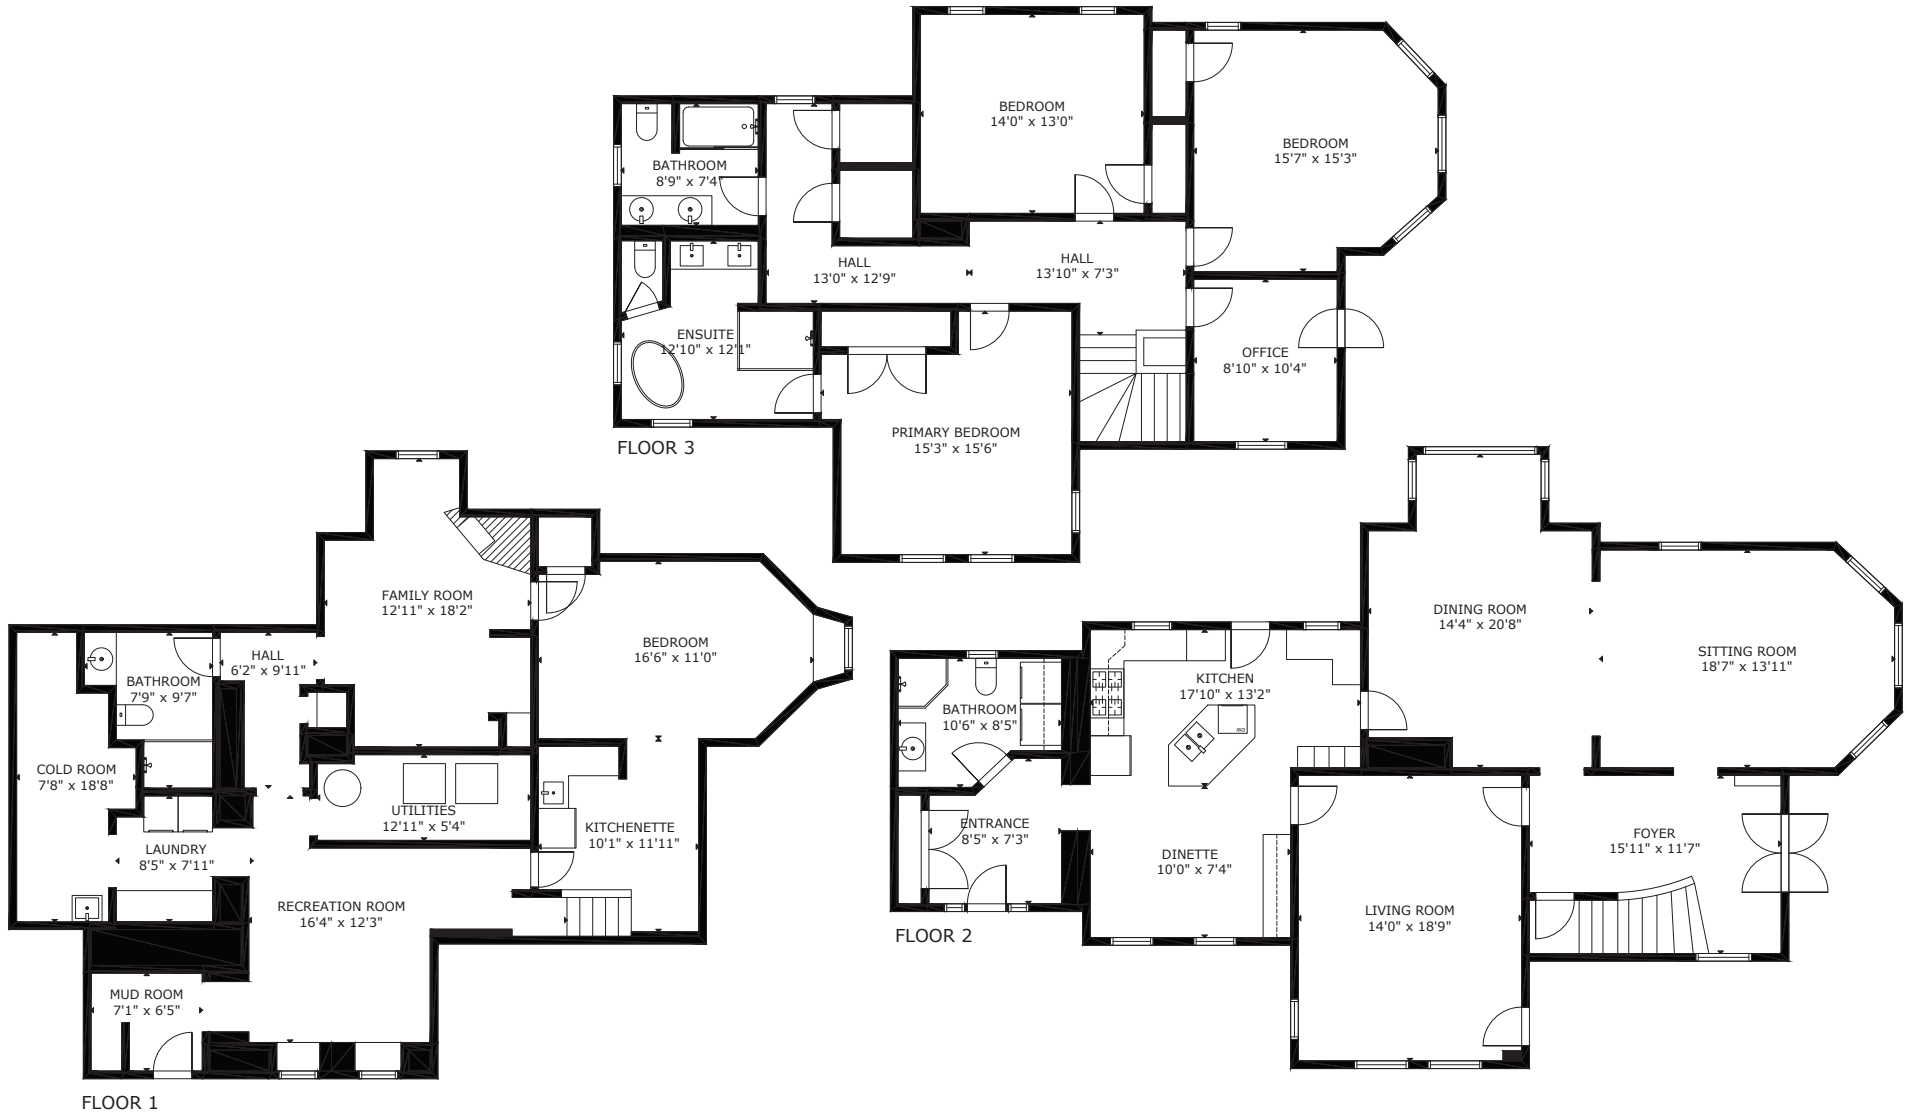 BEDROOM
14'0" x 13'0"
BEDROOM
15'7" x 15'3"
BATHROOM
8'9" x 7'4"
HALL
13'0" x 12'9"
HALL
13'10" x 7'3"
ENSUITE
12'10" x 12'1"
OFFICE
8'10" x 10'4"
PRIMARY BEDROOM
15'3" x 15'6"
FLOOR 3
FAMILY ROOM
12'11" x 18'2"
BEDROOM
16'6" x 11'0"
HALL
6'2" x 9'11"
BATHROOM
7'9" x 9'7"
COLD ROOM
7'8" x 18'8"
UTILITIES
12'11" x 5'4"
KITCHENETTE
10'1" x 11'11"
LAUNDRY
8'5" x 7'11"
RECREATION ROOM
16'4" x 12'3"
MUD ROOM
7'1" x 6'5"
FLOOR 1
DINING ROOM
14'4" x 20'8"
SITTING ROOM
18'7" x 13'11"
KITCHEN
17'10" x 13'2"
BATHROOM
10'6" x 8'5"
DW
ENTRANCE
8'5" x 7'3"
DINETTE
10'0" x 7'4"
FOYER
15'11" x 11'7"
LIVING ROOM
14'0" x 18'9"
FLOOR 2